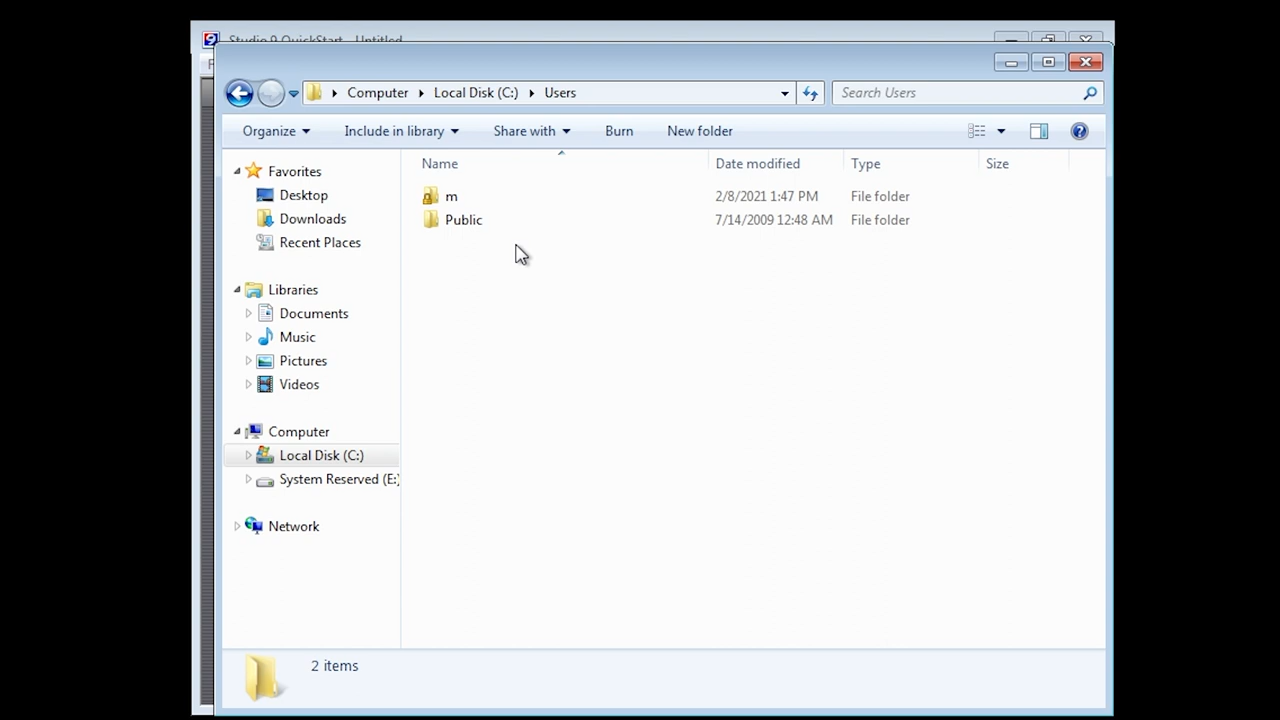 Studio 9 QuickStart - Untitled
F
Computer Local Disk (C:) Users
Search Users
Organize Include in library Share with Burn New folder
Name Date modified Type Size
m 2/8/2021 1:47 PM File folder
Public 7/14/2009 12:48 AM File folder
Favorites
Desktop
Downloads
Recent Places
Libraries
Documents
Music
Pictures
Videos
Computer
Local Disk (C:)
System Reserved (E:)
Network
2 items